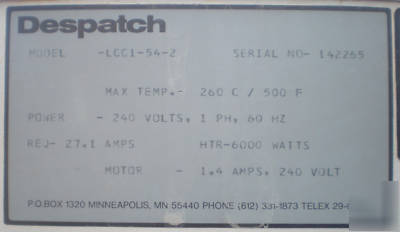 Despatch
MODEL -LCC1-54-2 SERIAL NO- 142265
MAX TEMP.- 260 C / 500 F
POWER - 240 VOLTS, 1 PH, 60 HZ
REQ- 27.1 AMPS HTR-6000 WATTS
MOTOR - 1.4 AMPS, 240 VOLT
P.O.BOX 1320 MINNEAPOLIS, MN 55440 PHONE (612) 331-1873 TELEX 29-